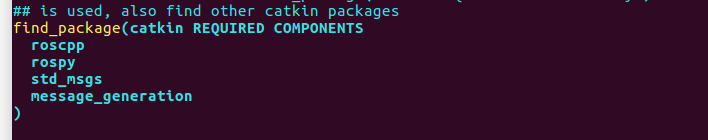 ## is used, also find other catkin packages
find_package(catkin REQUIRED COMPONENTS
  roscpp
  rospy
  std_msgs
  message_generation
)